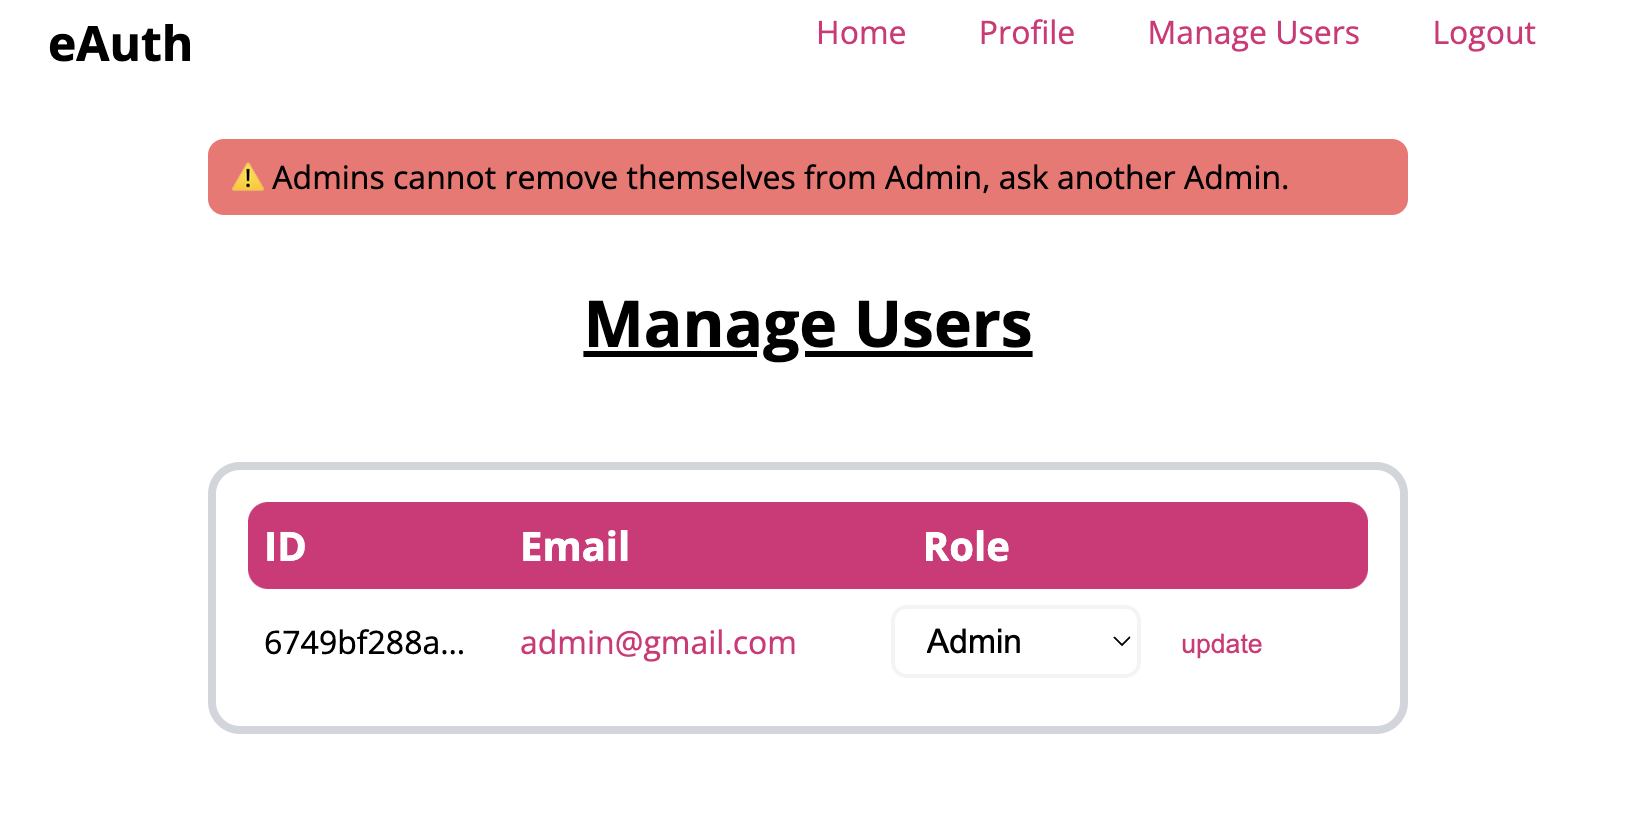 eAuth
Home Profile Manage Users Logout
⚠️ Admins cannot remove themselves from Admin, ask another Admin.
Manage Users
ID Email Role
6749bf288a... admin@gmail.com Admin update